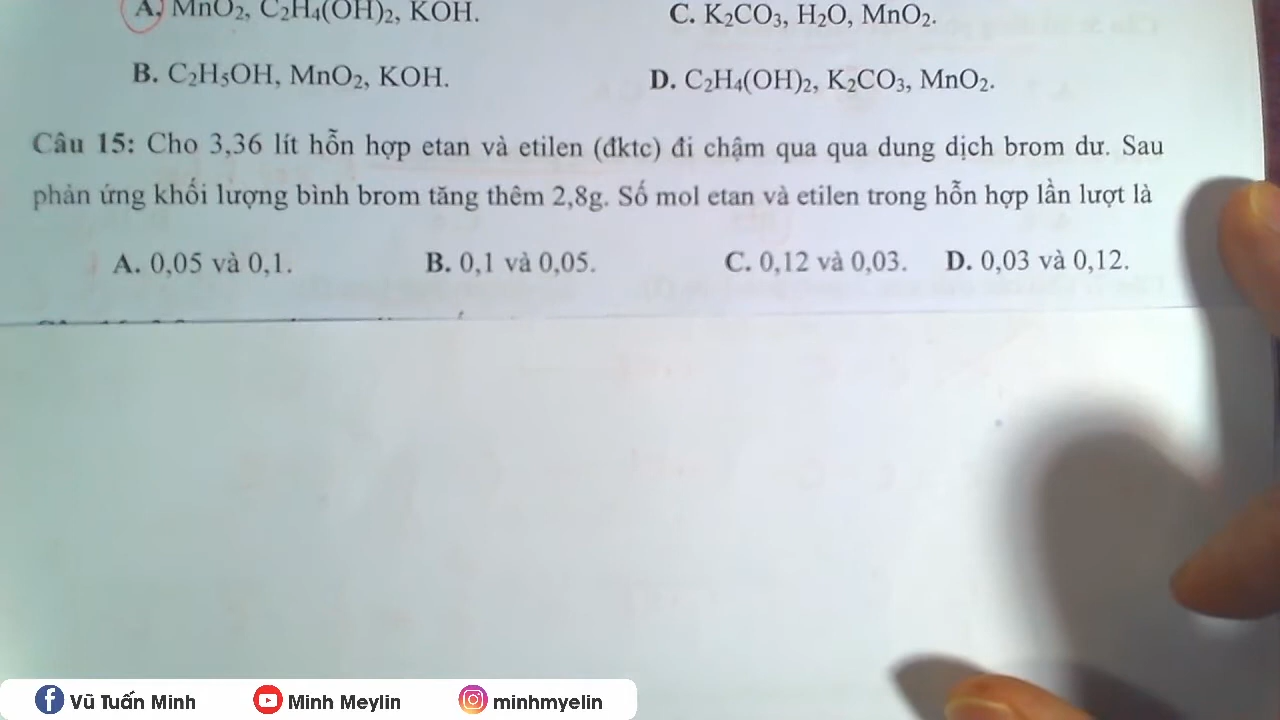 A. MnO₂, C₂H₄(OH)₂, KOH. C. K₂CO₃, H₂O, MnO₂.
B. C₂H₅OH, MnO₂, KOH. D. C₂H₄(OH)₂, K₂CO₃, MnO₂.
Câu 15: Cho 3,36 lít hỗn hợp etan và etilen (đktc) đi chậm qua qua dung dịch brom dư. Sau
phản ứng khối lượng bình brom tăng thêm 2,8g. Số mol etan và etilen trong hỗn hợp lần lượt là
A. 0,05 và 0,1. B. 0,1 và 0,05. C. 0,12 và 0,03. D. 0,03 và 0,12.
Vũ Tuấn Minh Minh Meylin minhmyelin